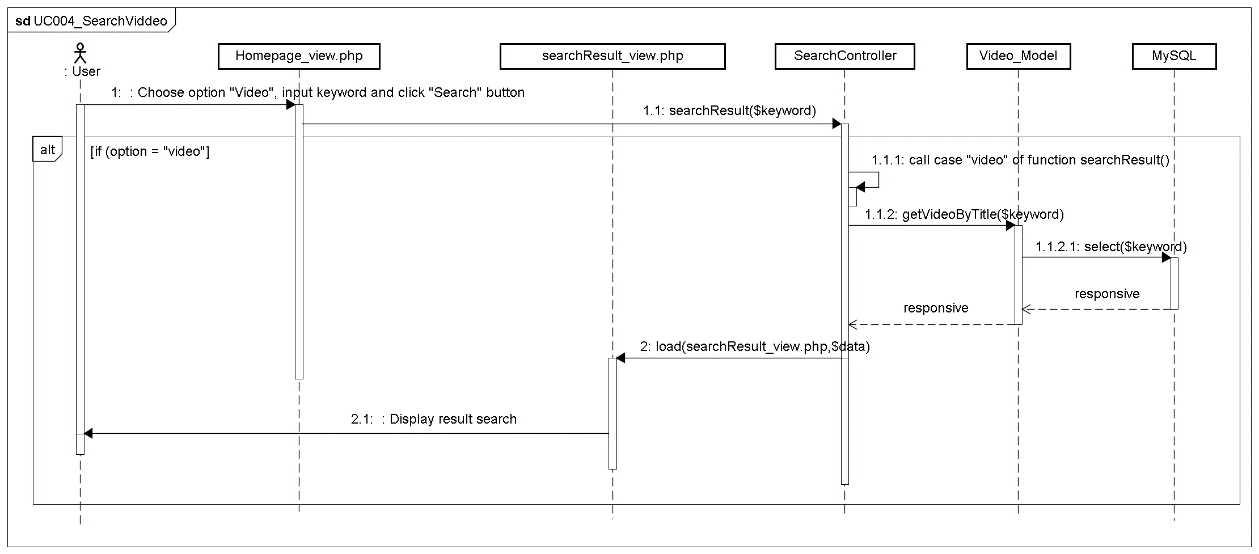 sd UC004_SearchViddeo
: User
Homepage_view.php
searchResult_view.php
SearchController
Video_Model
MySQL
1: : Choose option "Video", input keyword and click "Search" button
1.1: searchResult($keyword)
alt
[if (option = "video"]
1.1.1: call case "video" of function searchResult()
1.1.2: getVideoByTitle($keyword)
1.1.2.1: select($keyword)
responsive
responsive
2: load(searchResult_view.php,$data)
2.1: : Display result search